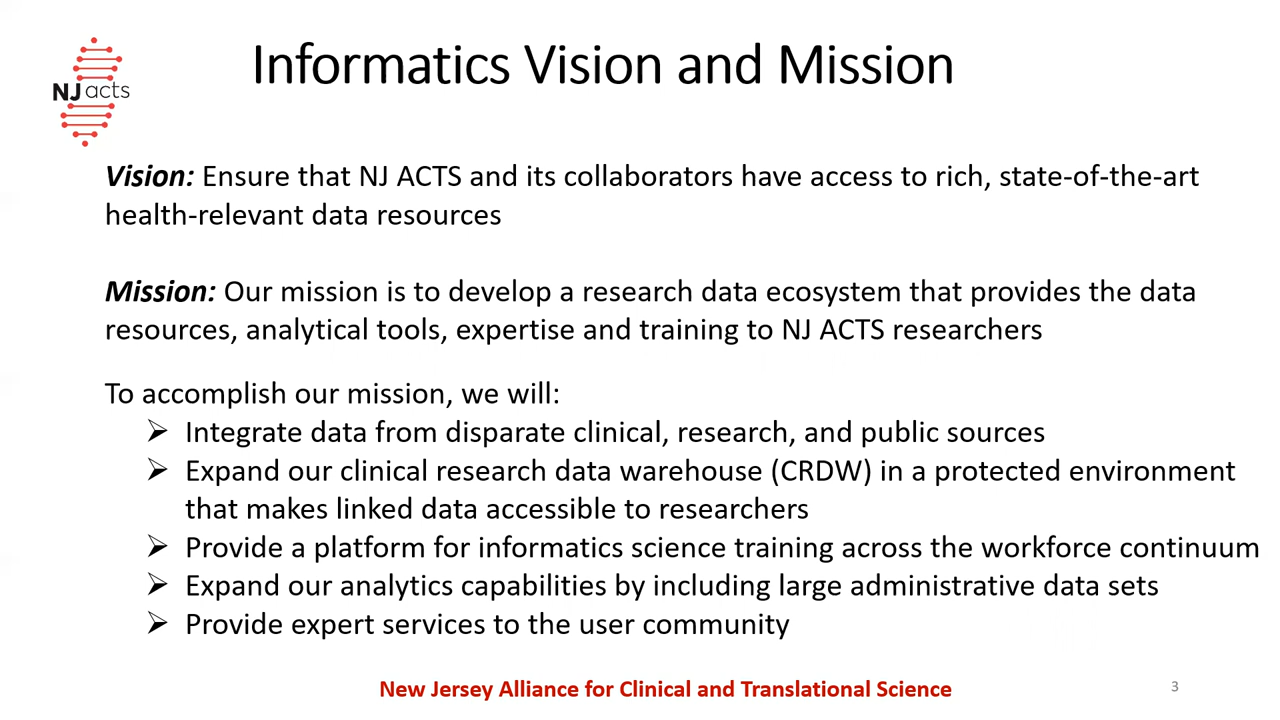 Informatics Vision and Mission
NJ acts
Vision: Ensure that NJ ACTS and its collaborators have access to rich, state-of-the-art
health-relevant data resources
Mission: Our mission is to develop a research data ecosystem that provides the data
resources, analytical tools, expertise and training to NJ ACTS researchers
To accomplish our mission, we will:
➢ Integrate data from disparate clinical, research, and public sources
➢ Expand our clinical research data warehouse (CRDW) in a protected environment
that makes linked data accessible to researchers
➢ Provide a platform for informatics science training across the workforce continuum
➢ Expand our analytics capabilities by including large administrative data sets
➢ Provide expert services to the user community
New Jersey Alliance for Clinical and Translational Science
3